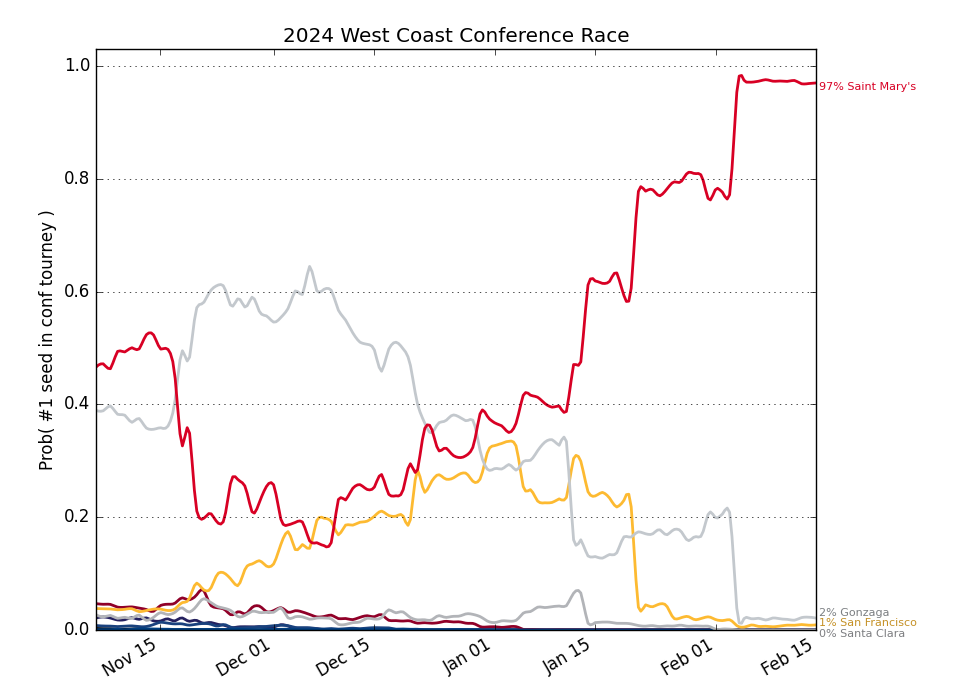 2024 West Coast Conference Race
Prob( #1 seed in conf tourney )
1.0
0.8
0.6
0.4
0.2
0.0
97% Saint Mary's
2% Gonzaga
1% San Francisco
0% Santa Clara
Nov 15
Dec 01
Dec 15
Jan 01
Jan 15
Feb 01
Feb 15